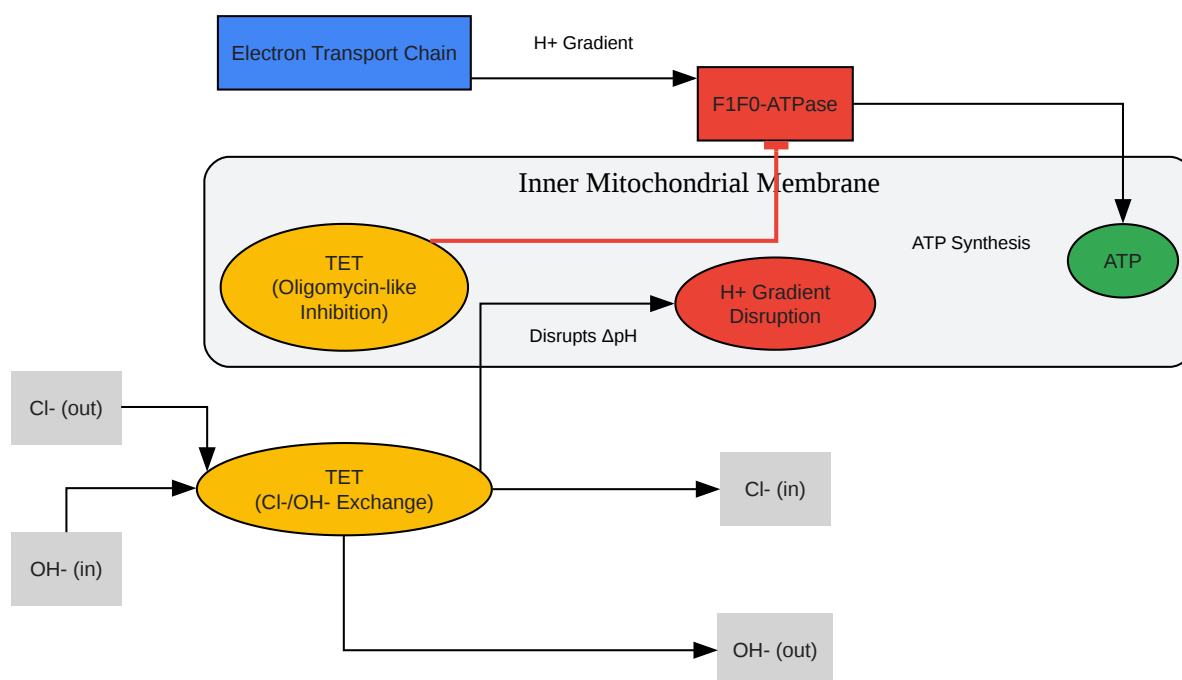 Electron Transport Chain
H+ Gradient
F1F0-ATPase
Inner Mitochondrial Membrane
TET
(Oligomycin-like
Inhibition)
ATP Synthesis
ATP
H+ Gradient
Disruption
Disrupts ΔpH
Cl- (out)
TET
(Cl-/OH- Exchange)
Cl- (in)
OH- (in)
OH- (out)